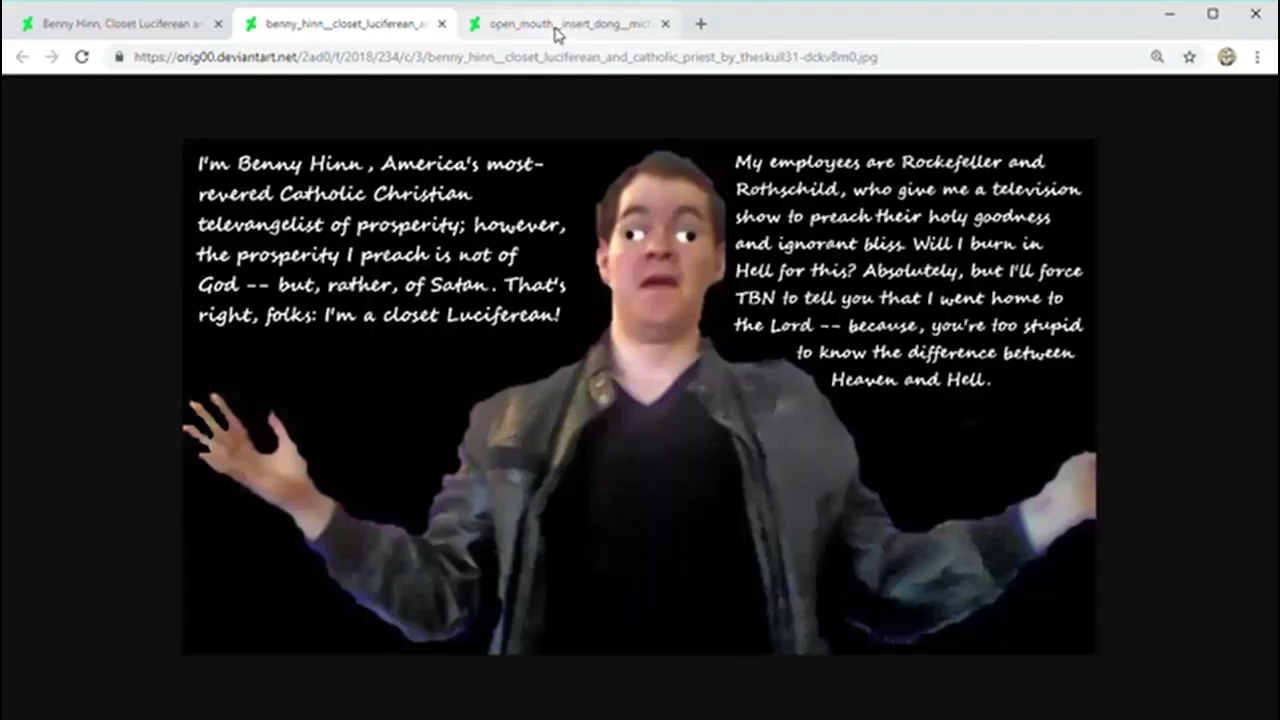 Benny Hinn, Closet Luciferean an
benny_hinn__closet_luciferean_an
open_mouth__insert_dong__mich
https://orig00.deviantart.net/2ad0/f/2018/234/c/3/benny_hinn__closet_luciferean_and_catholic_priest_by_theskull31-dckv8m0.jpg
I'm Benny Hinn, America's most-
revered Catholic Christian
televangelist of prosperity; however,
the prosperity I preach is not of
God -- but, rather, of Satan. That's
right, folks: I'm a closet Luciferean!
My employees are Rockefeller and
Rothschild, who give me a television
show to preach their holy goodness
and ignorant bliss. Will I burn in
Hell for this? Absolutely, but I'll force
TBN to tell you that I went home to
the Lord -- because, you're too stupid
to know the difference between
Heaven and Hell.